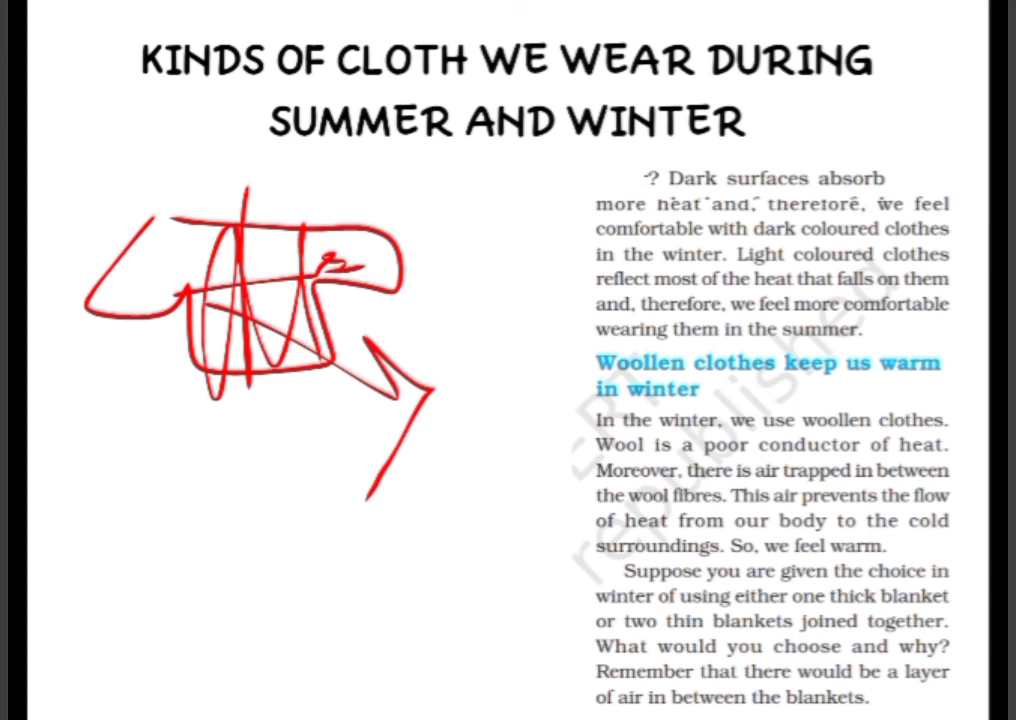 KINDS OF CLOTH WE WEAR DURING
SUMMER AND WINTER
? Dark surfaces absorb
more heat and, therefore, we feel
comfortable with dark coloured clothes
in the winter. Light coloured clothes
reflect most of the heat that falls on them
and, therefore, we feel more comfortable
wearing them in the summer.
Woollen clothes keep us warm
in winter
In the winter, we use woollen clothes.
Wool is a poor conductor of heat.
Moreover, there is air trapped in between
the wool fibres. This air prevents the flow
of heat from our body to the cold
surroundings. So, we feel warm.
Suppose you are given the choice in
winter of using either one thick blanket
or two thin blankets joined together.
What would you choose and why?
Remember that there would be a layer
of air in between the blankets.
republished